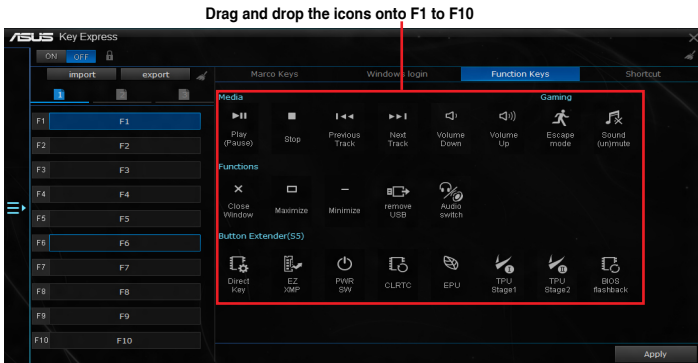 Drag and drop the icons onto F1 to F10
ASUS Key Express
ON OFF
import export
Marco Keys Windows login Function Keys Shortcut
1 2 3
F1 F1
F2 F2
F3 F3
F4 F4
F5 F5
F6 F6
F7 F7
F8 F8
F9 F9
F10 F10
Media Gaming
Play (Pause)
Stop
Previous Track
Next Track
Volume Down
Volume Up
Escape mode
Sound (un)mute
Functions
Close Window
Maximize
Minimize
remove USB
Audio switch
Button Extender(S5)
Direct Key
EZ XMP
PWR SW
CLRTC
EPU
TPU Stage1
TPU Stage2
BIOS flashback
Apply